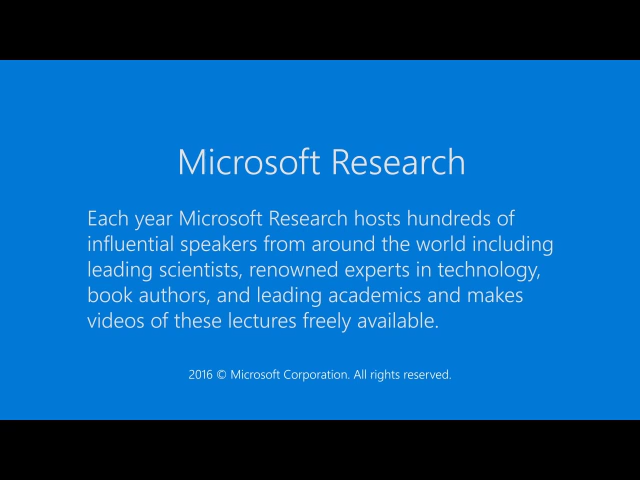 Microsoft Research
Each year Microsoft Research hosts hundreds of
influential speakers from around the world including
leading scientists, renowned experts in technology,
book authors, and leading academics and makes
videos of these lectures freely available.
2016 © Microsoft Corporation. All rights reserved.